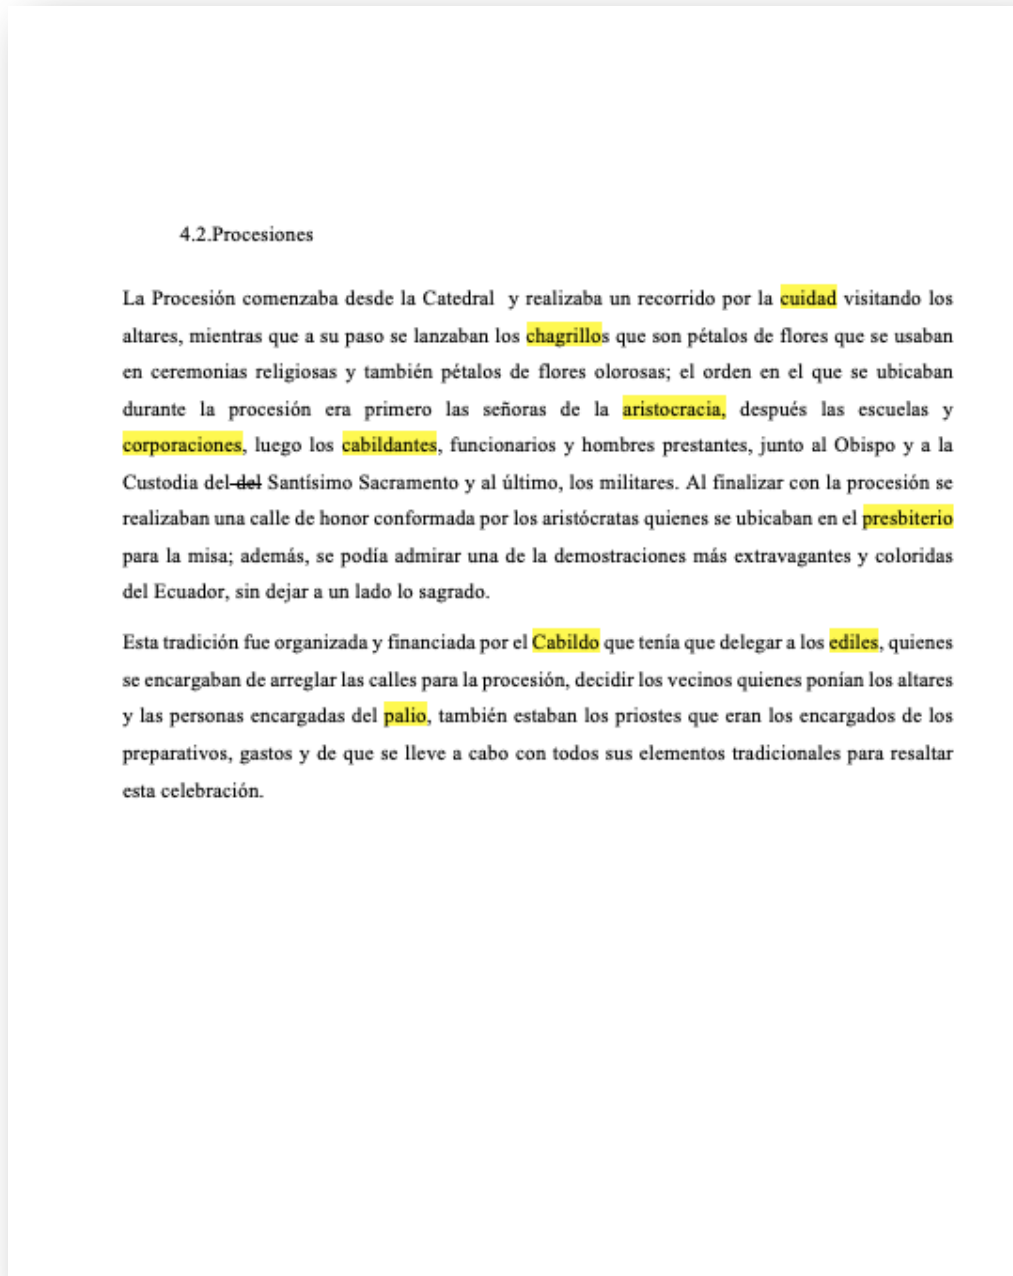 4.2.Procesiones
La Procesión comenzaba desde la Catedral  y realizaba un recorrido por la cuidad visitando los
altares, mientras que a su paso se lanzaban los chagrillos que son pétalos de flores que se usaban
en ceremonias religiosas y también pétalos de flores olorosas; el orden en el que se ubicaban
durante la procesión era primero las señoras de la aristocracia, después las escuelas y
corporaciones, luego los cabildantes, funcionarios y hombres prestantes, junto al Obispo y a la
Custodia del del Santísimo Sacramento y al último, los militares. Al finalizar con la procesión se
realizaban una calle de honor conformada por los aristócratas quienes se ubicaban en el presbiterio
para la misa; además, se podía admirar una de la demostraciones más extravagantes y coloridas
del Ecuador, sin dejar a un lado lo sagrado.
Esta tradición fue organizada y financiada por el Cabildo que tenía que delegar a los ediles, quienes
se encargaban de arreglar las calles para la procesión, decidir los vecinos quienes ponían los altares
y las personas encargadas del palio, también estaban los priostes que eran los encargados de los
preparativos, gastos y de que se lleve a cabo con todos sus elementos tradicionales para resaltar
esta celebración.